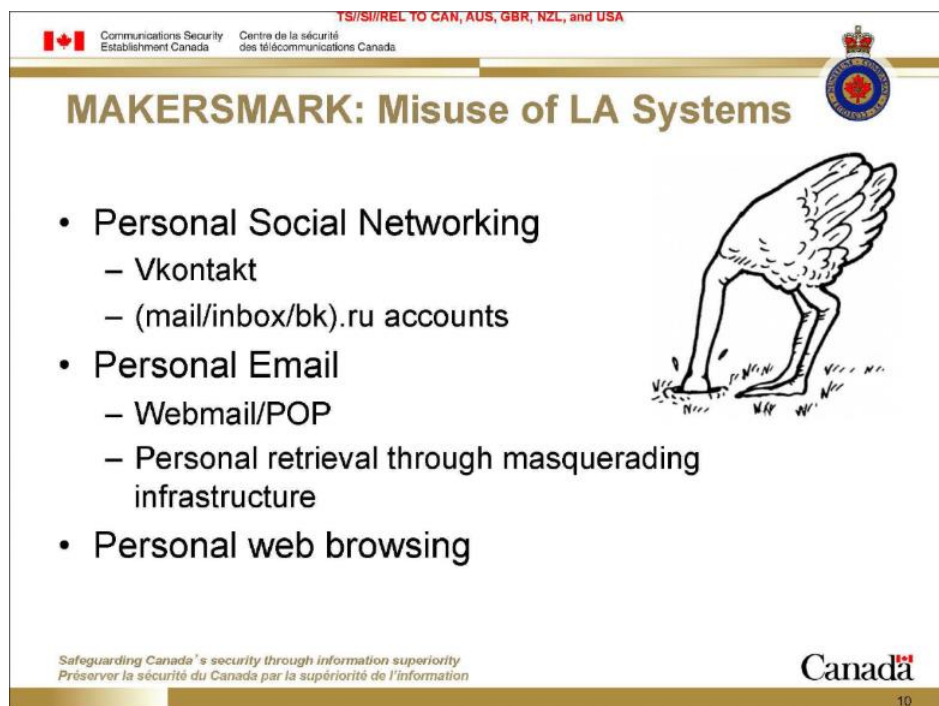 TS//SI//REL TO CAN, AUS, GBR, NZL, and USA
Communications Security
Establishment Canada
Centre de la sécurité
des télécommunications Canada
MAKERSMARK: Misuse of LA Systems
• Personal Social Networking
– Vkontakt
– (mail/inbox/bk).ru accounts
• Personal Email
– Webmail/POP
– Personal retrieval through masquerading
infrastructure
• Personal web browsing
Safeguarding Canada's security through information superiority
Préserver la sécurité du Canada par la supériorité de l'information
Canada
10